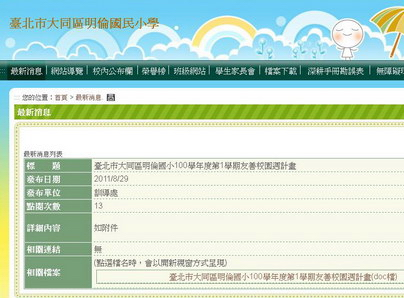 臺北市大同區明倫國民小學
最新消息 網站導覽 校內公布欄 榮譽榜 班級網站 學生家長會 檔案下載 深耕手冊勘誤表 無障礙
您的位置：首頁 > 最新消息
最新消息
最新消息列表
標 題 臺北市大同區明倫國小100學年度第1學期友善校園週計畫
發布日期 2011/8/29
發布單位 訓導處
點閱次數 13
詳細內容 如附件
相關連結 無
相關檔案 (點選檔名時，會以開新視窗方式呈現)
臺北市大同區明倫國小100學年度第1學期友善校園週計畫(doc檔)